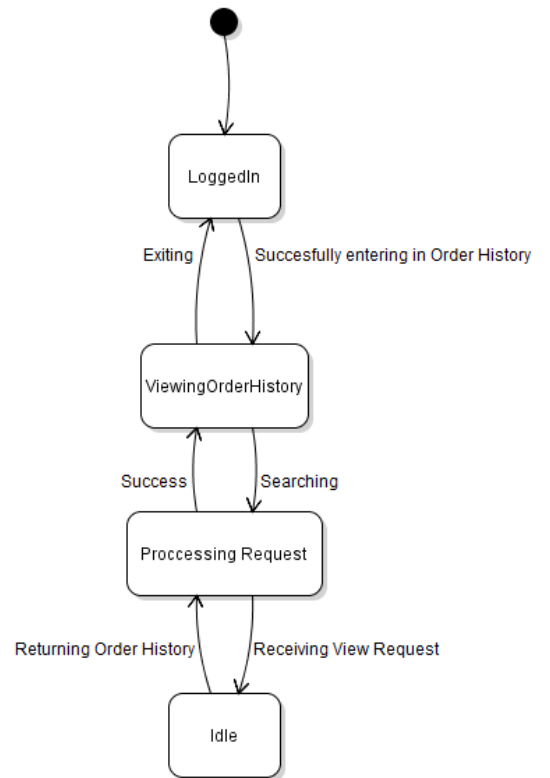 LoggedIn
Exiting
Succesfully entering in Order History
ViewingOrderHistory
Success
Searching
Proccessing Request
Returning Order History
Receiving View Request
Idle